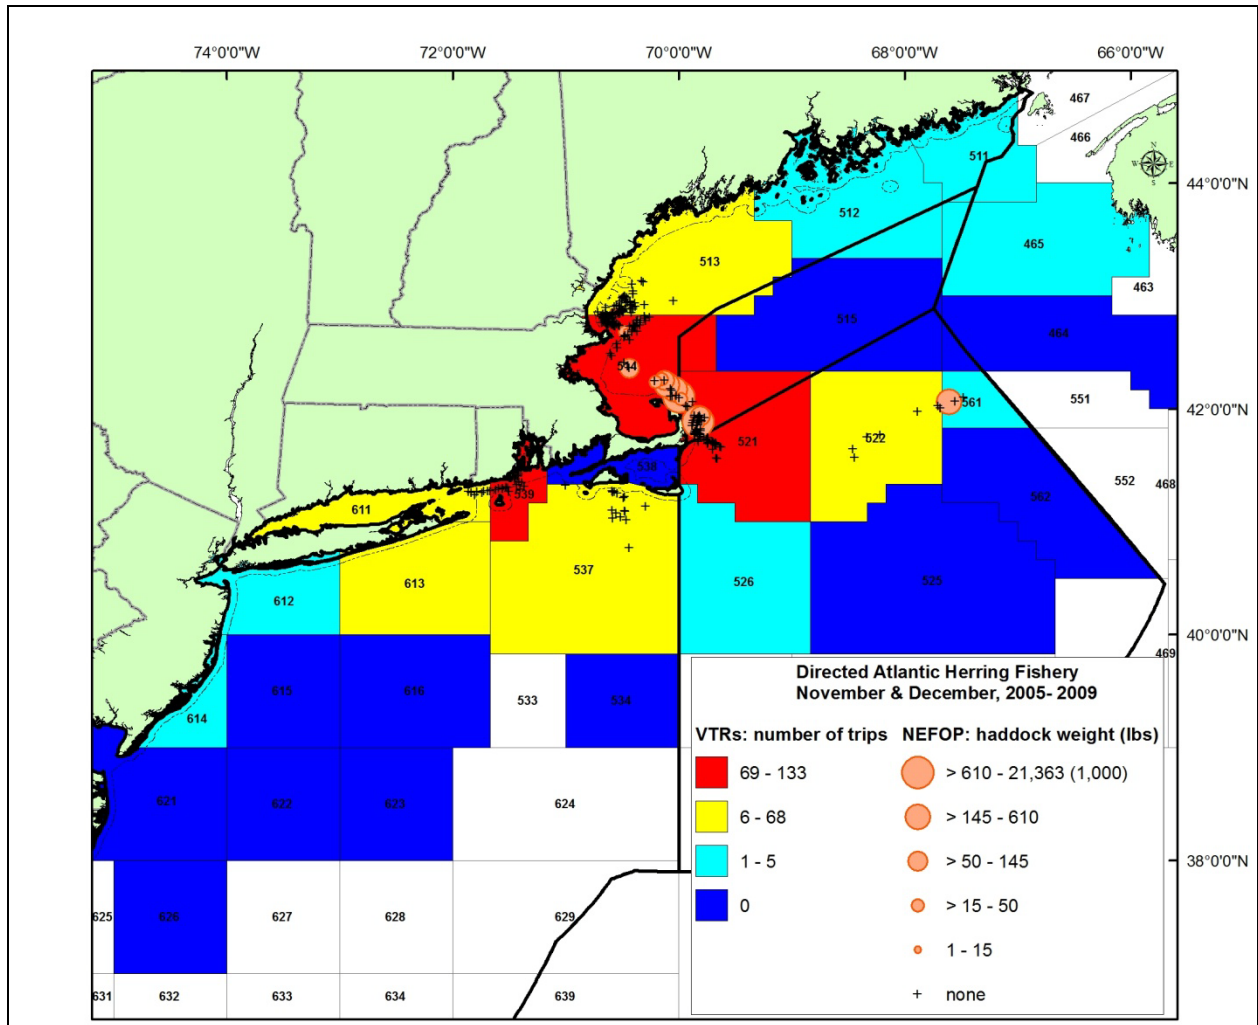 74°0'0"W 72°0'0"W 70°0'0"W 68°0'0"W 66°0'0"W
467
466
N
W E
S
511
44°0'0"N
512
465
513
463
515
464
514
42°0'0"N
561
551
521
522
538
552
468
539
562
611
537
613
526
525
612
40°0'0"N
469
615
616
533
534
614
621
622
623
624
38°0'0"N
625
626
627
628
629
631
632
633
634
639
Directed Atlantic Herring Fishery
November & December, 2005- 2009
VTRs: number of trips NEFOP: haddock weight (lbs)
69 - 133 > 610 - 21,363 (1,000)
6 - 68 > 145 - 610
1 - 5 > 50 - 145
0 > 15 - 50
1 - 15
none